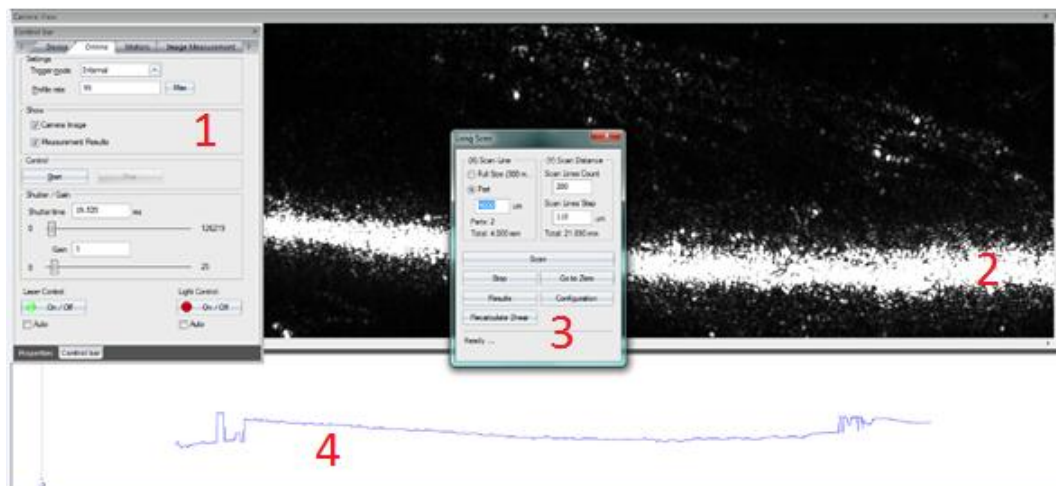 Camera View
Control bar
Device Online Motors Image Measurement
Settings
Trigger mode: Internal
Profile rate: Max
Show
Camera Image
Measurement Results
1
Control
Start
Shutter / Gain
Shutter time: ms
0 126219
Gain
0 25
Laser Control Light Control
On / Off On / Off
Auto Auto
Properties Control bar
2
Long Scan
(X) Scan Line (Y) Scan Distance
Full Size Scan Lines Count
Part 200
um Scan Lines Step
um
Parts: 2
Total: 4.000 mm
Scan
Stop Go to Zero
Results Configuration
Recalculate Shear
3
Ready ...
4